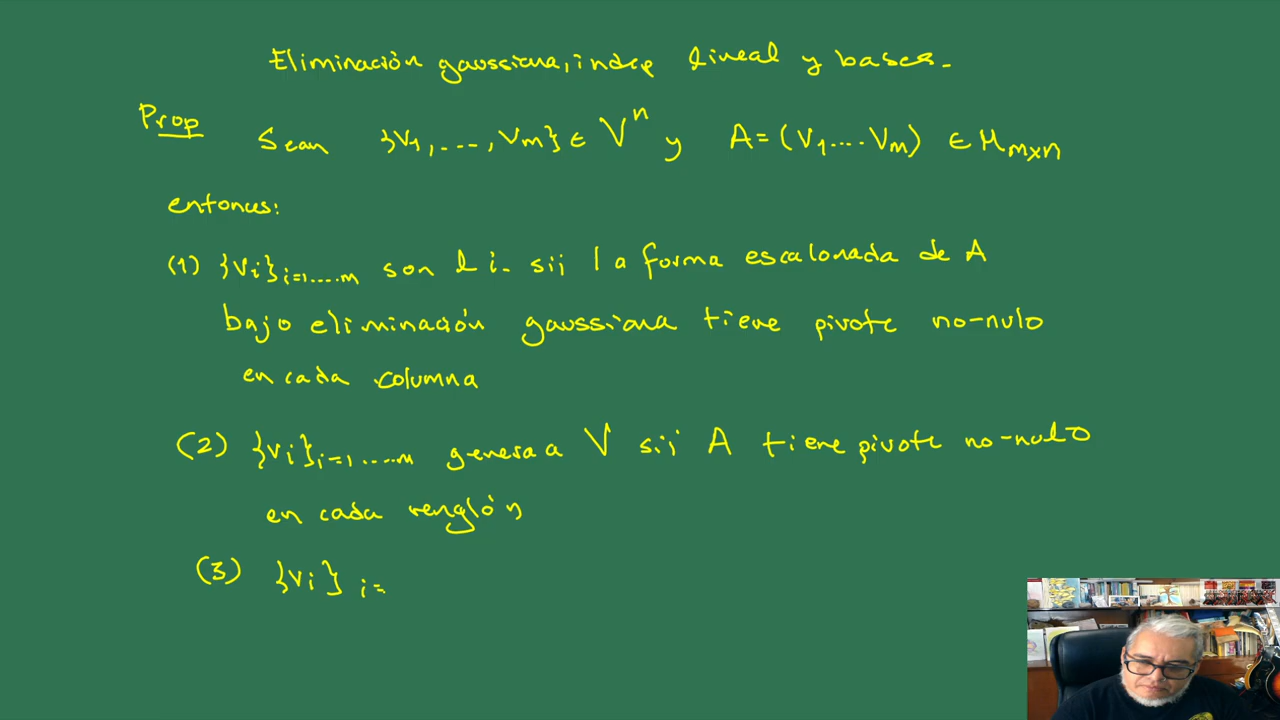 Eliminación gaussiana, indep lineal y bases.
Prop Sean {v1, ..., vm} ∈ V^n y A = (v1 .... vm) ∈ M_{m×n}
entonces:
(1) {vi}_{i=1.....m} son l i. sii la forma escalonada de A
bajo eliminación gaussiana tiene pivote no-nulo
en cada columna
(2) {vi}_{i=1.....m} genera a V sii A tiene pivote no-nulo
en cada renglón
(3) {vi}_{i=